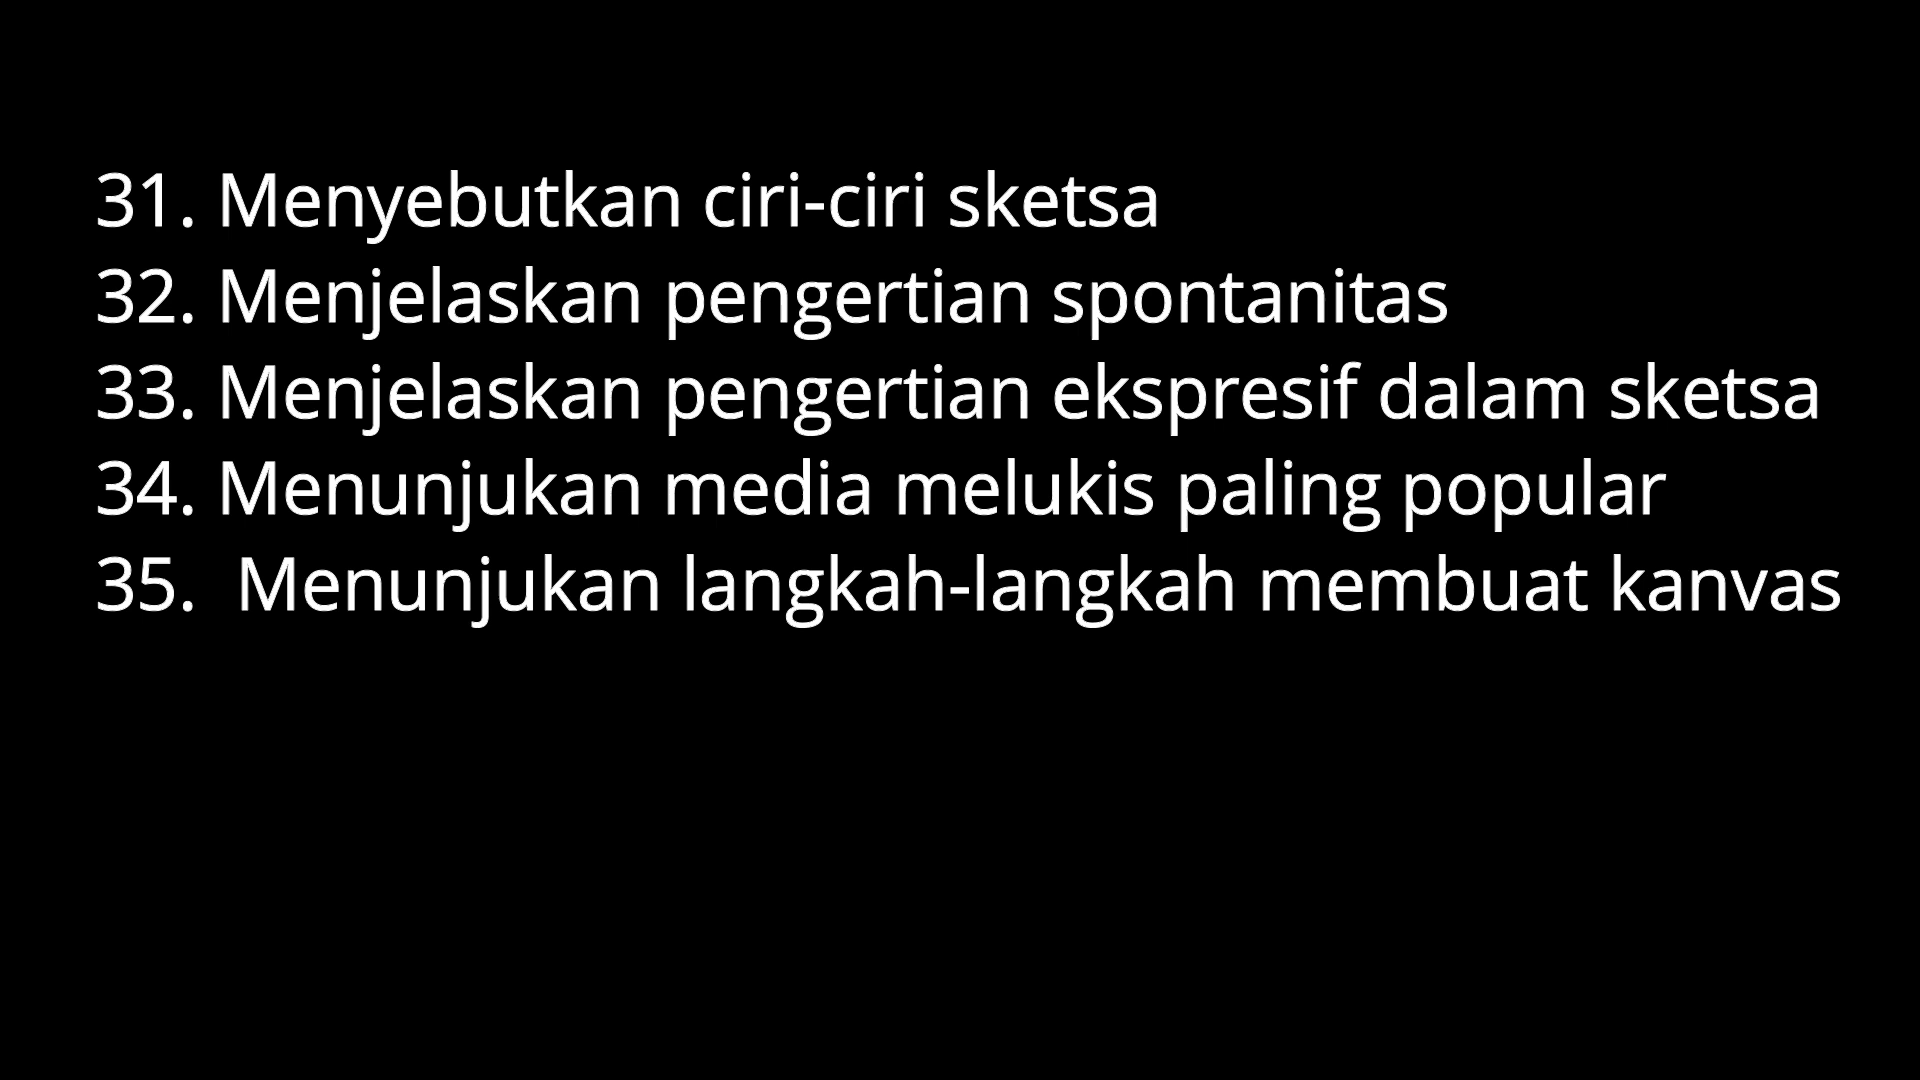 31. Menyebutkan ciri-ciri sketsa
32. Menjelaskan pengertian spontanitas
33. Menjelaskan pengertian ekspresif dalam sketsa
34. Menunjukan media melukis paling popular
35.  Menunjukan langkah-langkah membuat kanvas